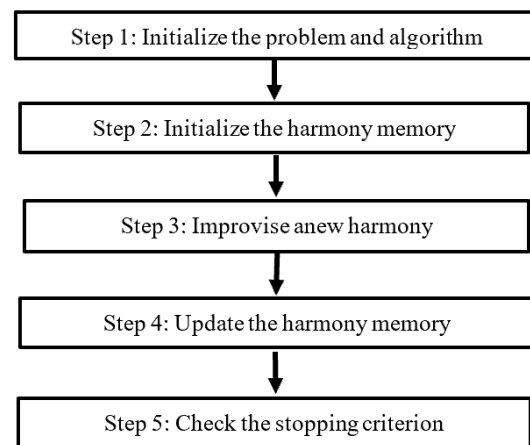 Step 1: Initialize the problem and algorithm
Step 2: Initialize the harmony memory
Step 3: Improvise anew harmony
Step 4: Update the harmony memory
Step 5: Check the stopping criterion